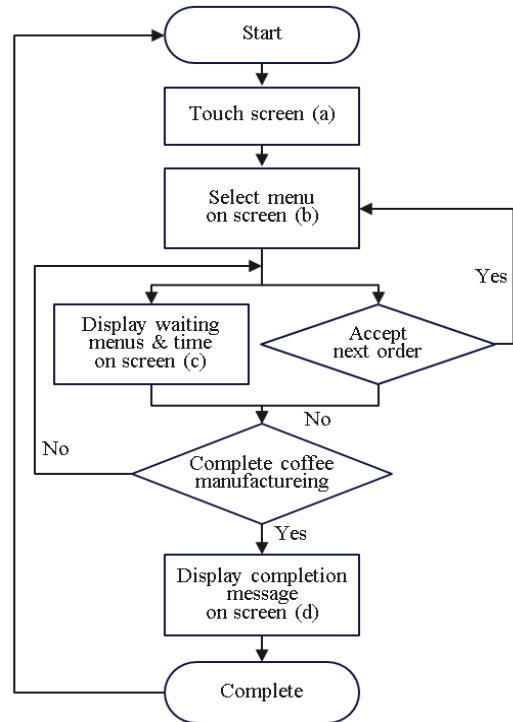 Start
Touch screen (a)
Select menu
on screen (b)
Yes
Display waiting
menus & time
on screen (c)
Accept
next order
No
No
Complete coffee
manufactureing
Yes
Display completion
message
on screen (d)
Complete